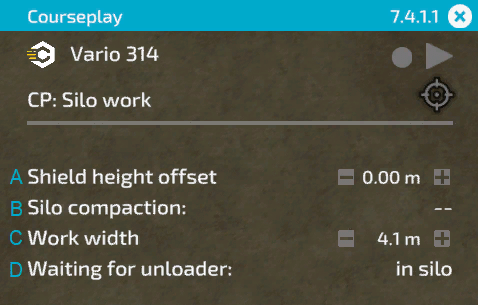 Courseplay 7.4.1.1
Vario 314
CP: Silo work
A Shield height offset 0.00 m
B Silo compaction: --
C Work width 4.1 m
D Waiting for unloader: in silo